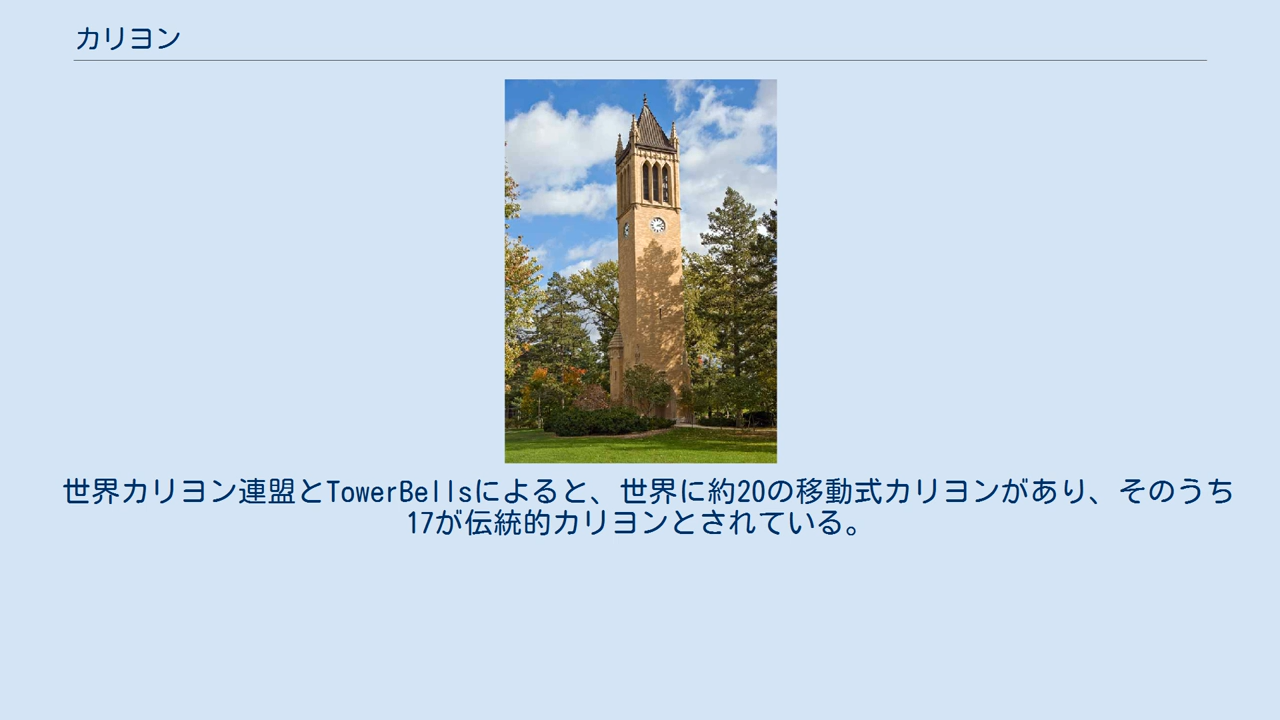 カリヨン
世界カリヨン連盟とTowerBellsによると、世界に約20の移動式カリヨンがあり、そのうち
17が伝統的カリヨンとされている。